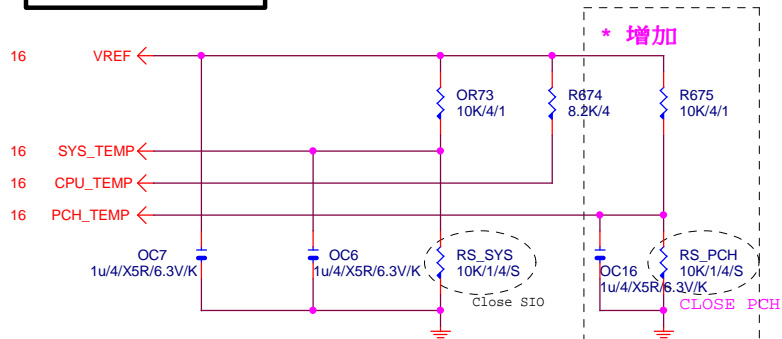 * 增加
16 VREF
OR73 R674 R675
10K/4/1 8.2K/4 10K/4/1
16 SYS_TEMP
16 CPU_TEMP
16 PCH_TEMP
OC7 OC6 RS_SYS RS_PCH
1u/4/X5R/6.3V/K 1u/4/X5R/6.3V/K 10K/1/4/S OC16 10K/1/4/S
1u/4/X5R/6.3V/K
Close SIO CLOSE PCH